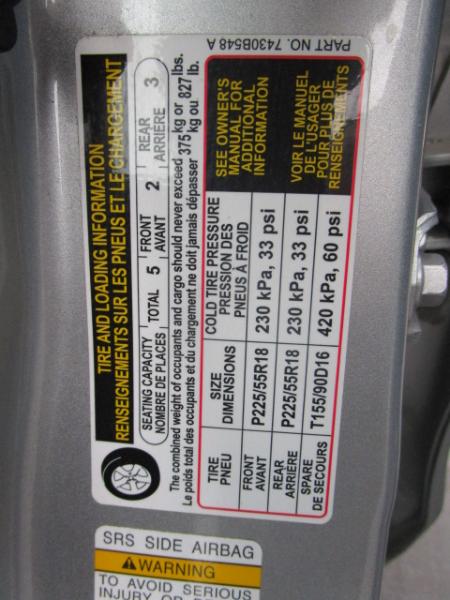 TIRE AND LOADING INFORMATION
RENSEIGNEMENTS SUR LES PNEUS ET LE CHARGEMENT
SEATING CAPACITY
NOMBRE DE PLACES
TOTAL 5
FRONT
AVANT
2
REAR
ARRIÈRE
3
The combined weight of occupants and cargo should never exceed 375 kg or 827 lbs.
Le poids total des occupants et du chargement ne doit jamais dépasser 375 kg ou 827 lb.
TIRE
PNEU
SIZE
DIMENSIONS
COLD TIRE PRESSURE
PRESSION DES
PNEUS À FROID
SEE OWNER'S
MANUAL FOR
ADDITIONAL
INFORMATION
FRONT
AVANT
P225/55R18
230 kPa, 33 psi
REAR
ARRIÈRE
P225/55R18
230 kPa, 33 psi
VOIR LE MANUEL
DE L'USAGER
POUR PLUS DE
RENSEIGNEMENTS
SPARE
DE SECOURS
T155/90D16
420 kPa, 60 psi
PART NO. 7430B548 A
SRS SIDE AIRBAG
WARNING
TO AVOID SERIOUS
INJURY OR